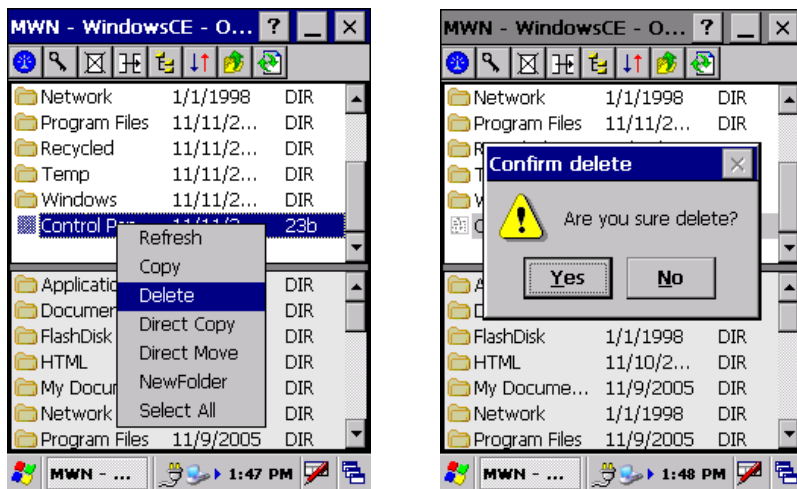 MWN - WindowsCE - O... ? _ ×
Network 1/1/1998 DIR
Program Files 11/11/2... DIR
Recycled 11/11/2... DIR
Temp 11/11/2... DIR
Windows 11/11/2... DIR
Control 23b
Refresh
Copy
Delete
Direct Copy
Direct Move
NewFolder
Select All
Applicatio DIR
Documen DIR
FlashDisk DIR
HTML DIR
My Docum DIR
Network DIR
Program Files 11/9/2005 DIR
MWN - ... 1:47 PM
MWN - WindowsCE - O... ? _ ×
Network 1/1/1998 DIR
Program Files 11/11/2... DIR
Confirm delete
Are you sure delete?
Yes No
FlashDisk 1/1/1998 DIR
HTML 11/10/2... DIR
My Docume... 11/9/2005 DIR
Network 1/1/1998 DIR
Program Files 11/9/2005 DIR
MWN - ... 1:48 PM